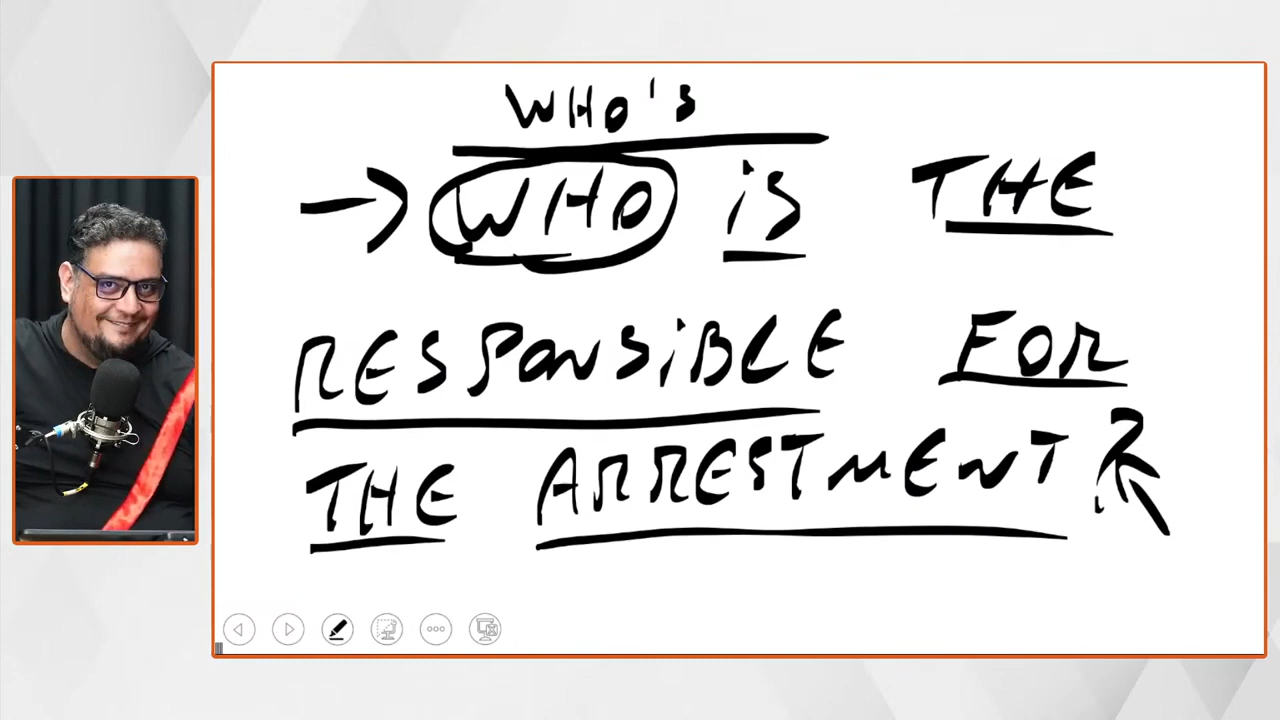 WHO'S
→ WHO is THE
RESPONSiBLE FOR
THE ARRESTMENT ?